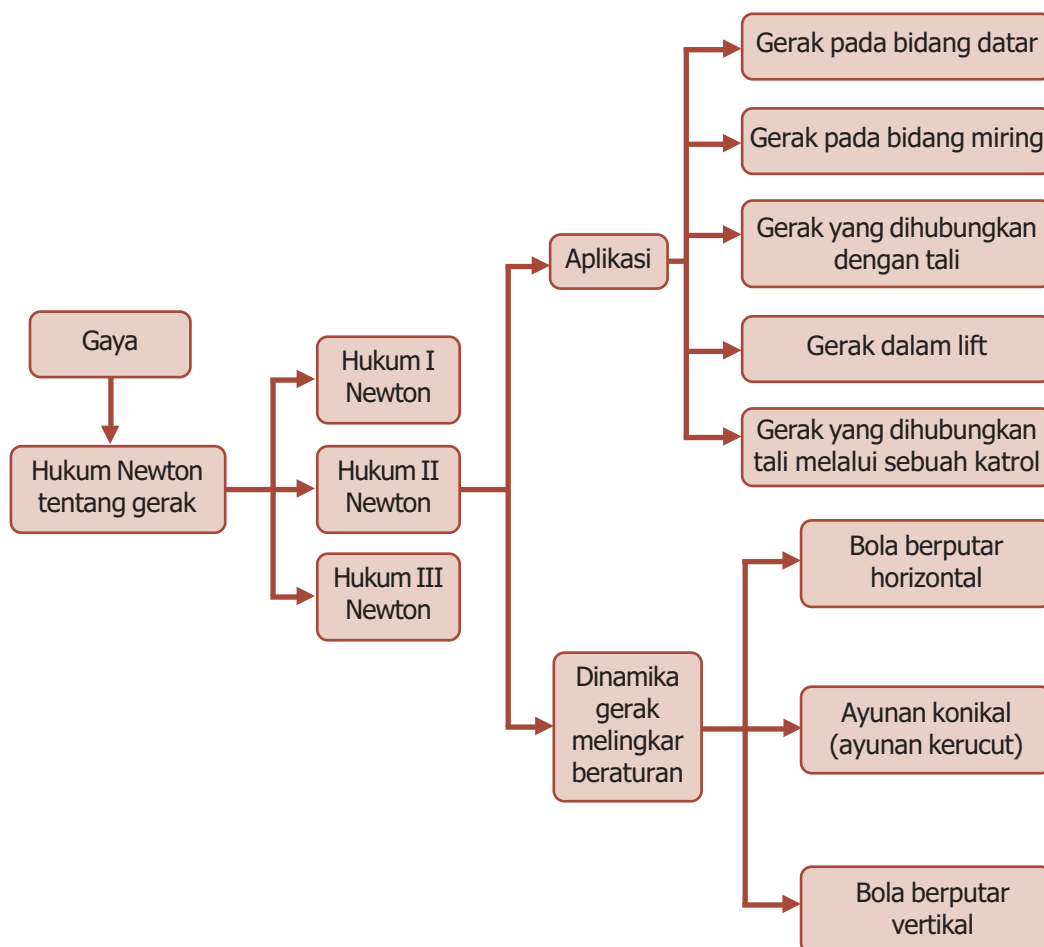 Gaya
Hukum Newton
tentang gerak
Hukum I
Newton
Hukum II
Newton
Hukum III
Newton
Aplikasi
Gerak pada bidang datar
Gerak pada bidang miring
Gerak yang dihubungkan
dengan tali
Gerak dalam lift
Gerak yang dihubungkan
tali melalui sebuah katrol
Dinamika
gerak
melingkar
beraturan
Bola berputar
horizontal
Ayunan konikal
(ayunan kerucut)
Bola berputar
vertikal